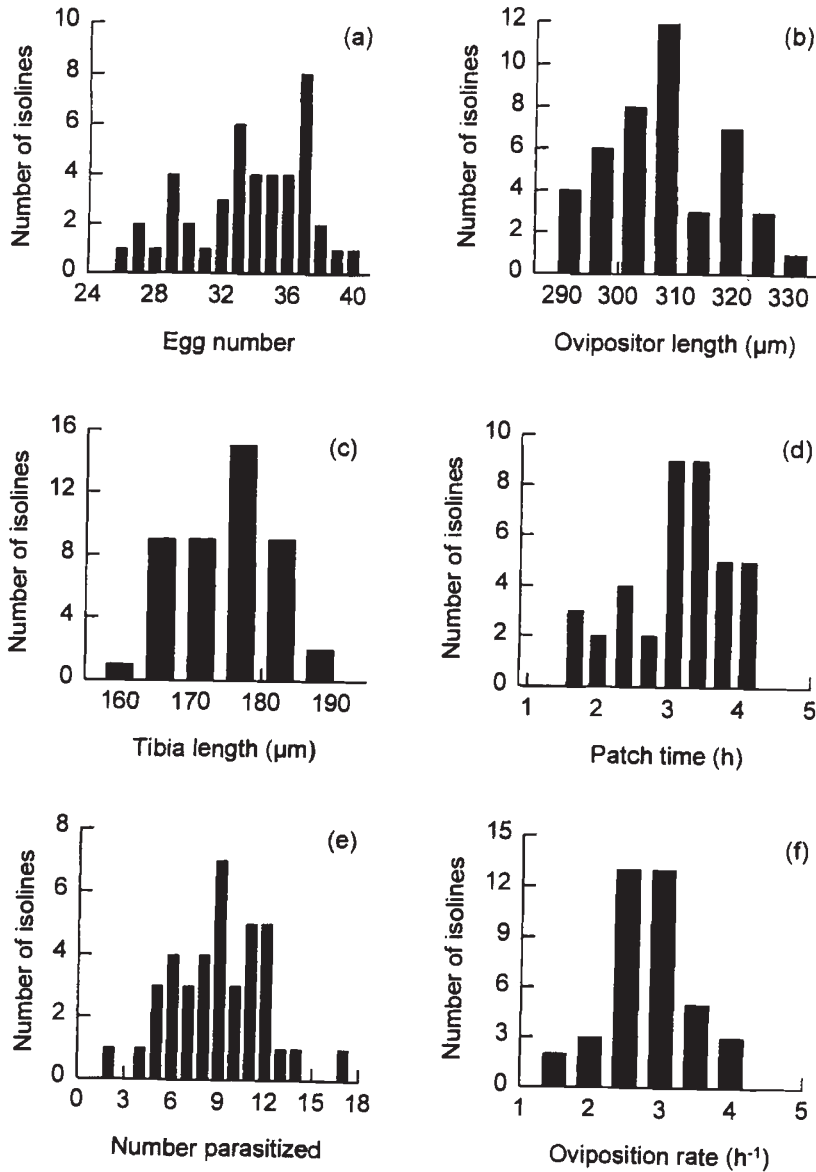 (a)
Number of isolines
10
8
6
4
2
0
24 28 32 36 40
Egg number
(b)
Number of isolines
12
10
8
6
4
2
0
290 300 310 320 330
Ovipositor length (µm)
(c)
Number of isolines
16
12
8
4
0
160 170 180 190
Tibia length (µm)
(d)
Number of isolines
10
8
6
4
2
0
1 2 3 4 5
Patch time (h)
(e)
Number of isolines
8
6
4
2
0
0 3 6 9 12 15 18
Number parasitized
(f)
Number of isolines
15
12
9
6
3
0
1 2 3 4 5
Oviposition rate (h⁻¹)